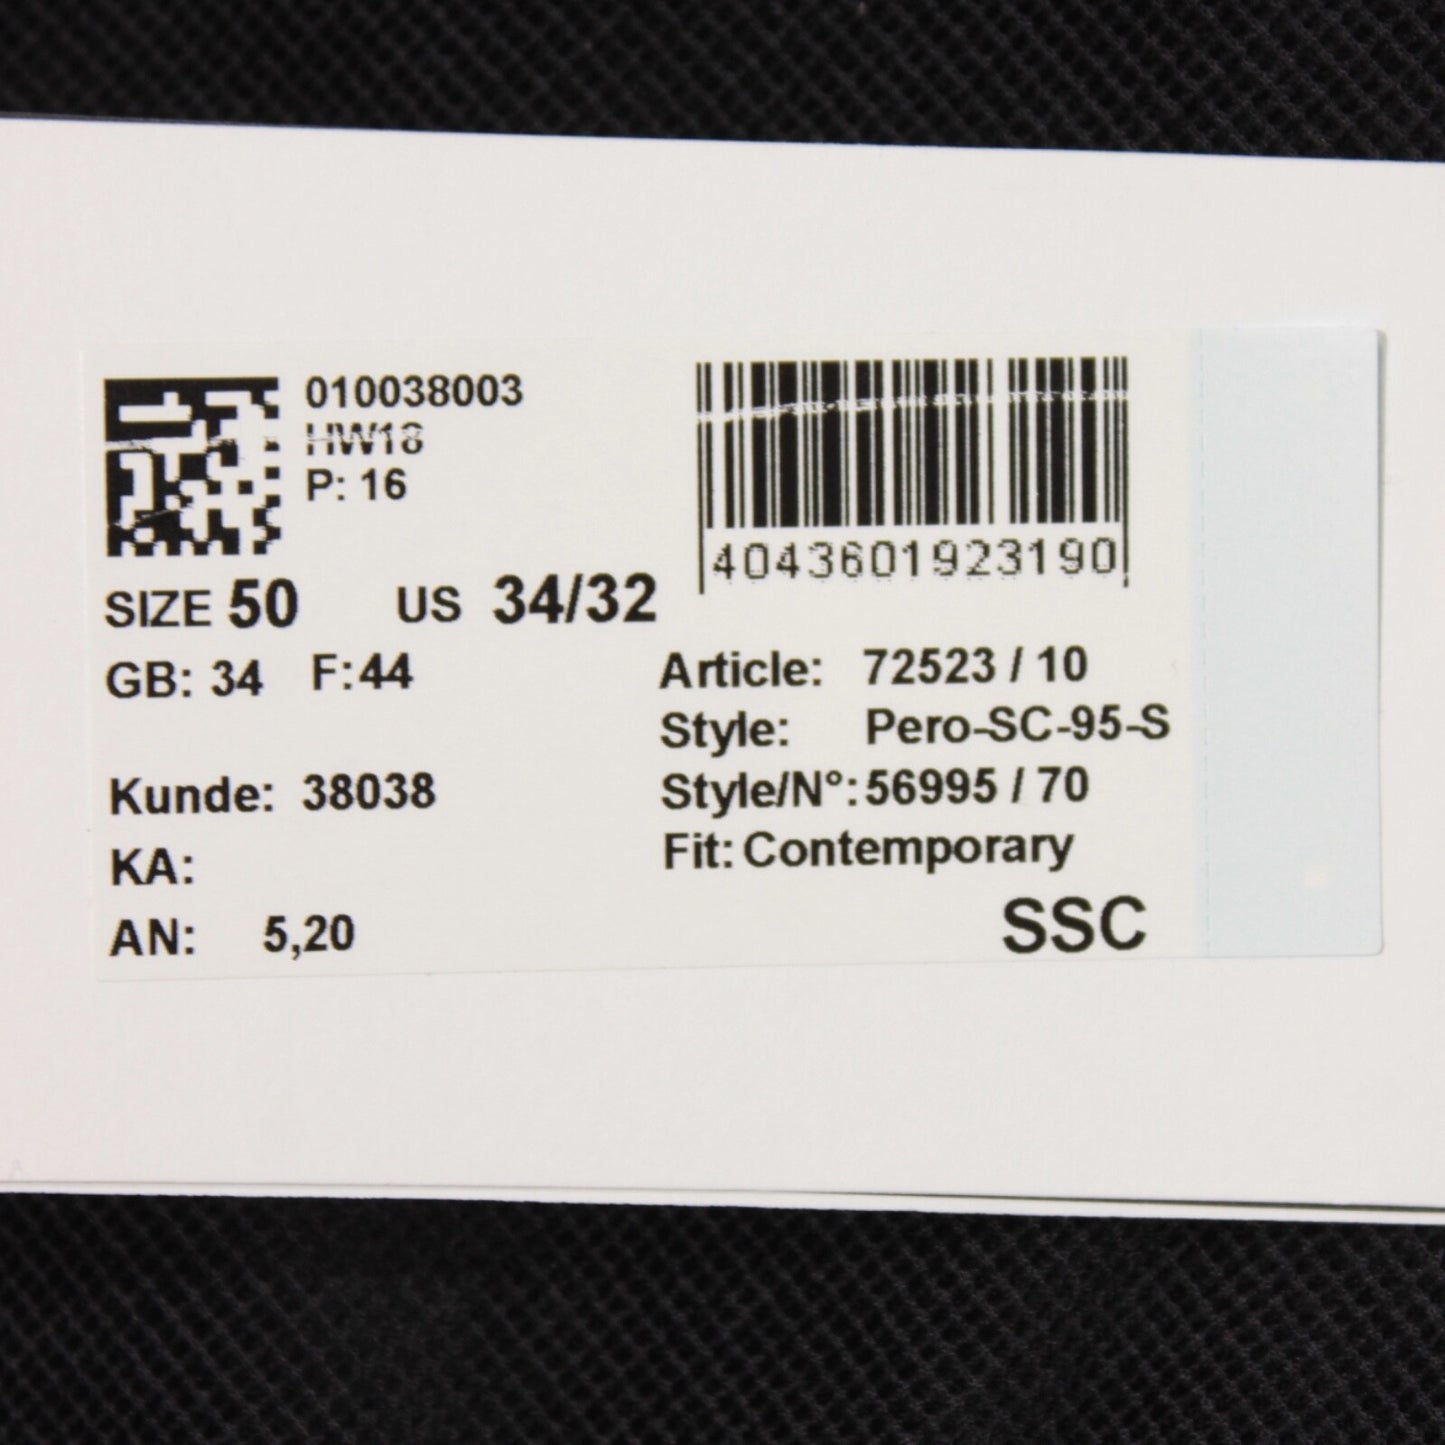 010038003
HW18
P: 16
4043601923190
SIZE 50 US 34/32
GB: 34 F:44
Article: 72523 / 10
Style: Pero-SC-95-S
Kunde: 38038
Style/N°: 56995 / 70
KA:
Fit: Contemporary
AN: 5,20
SSC